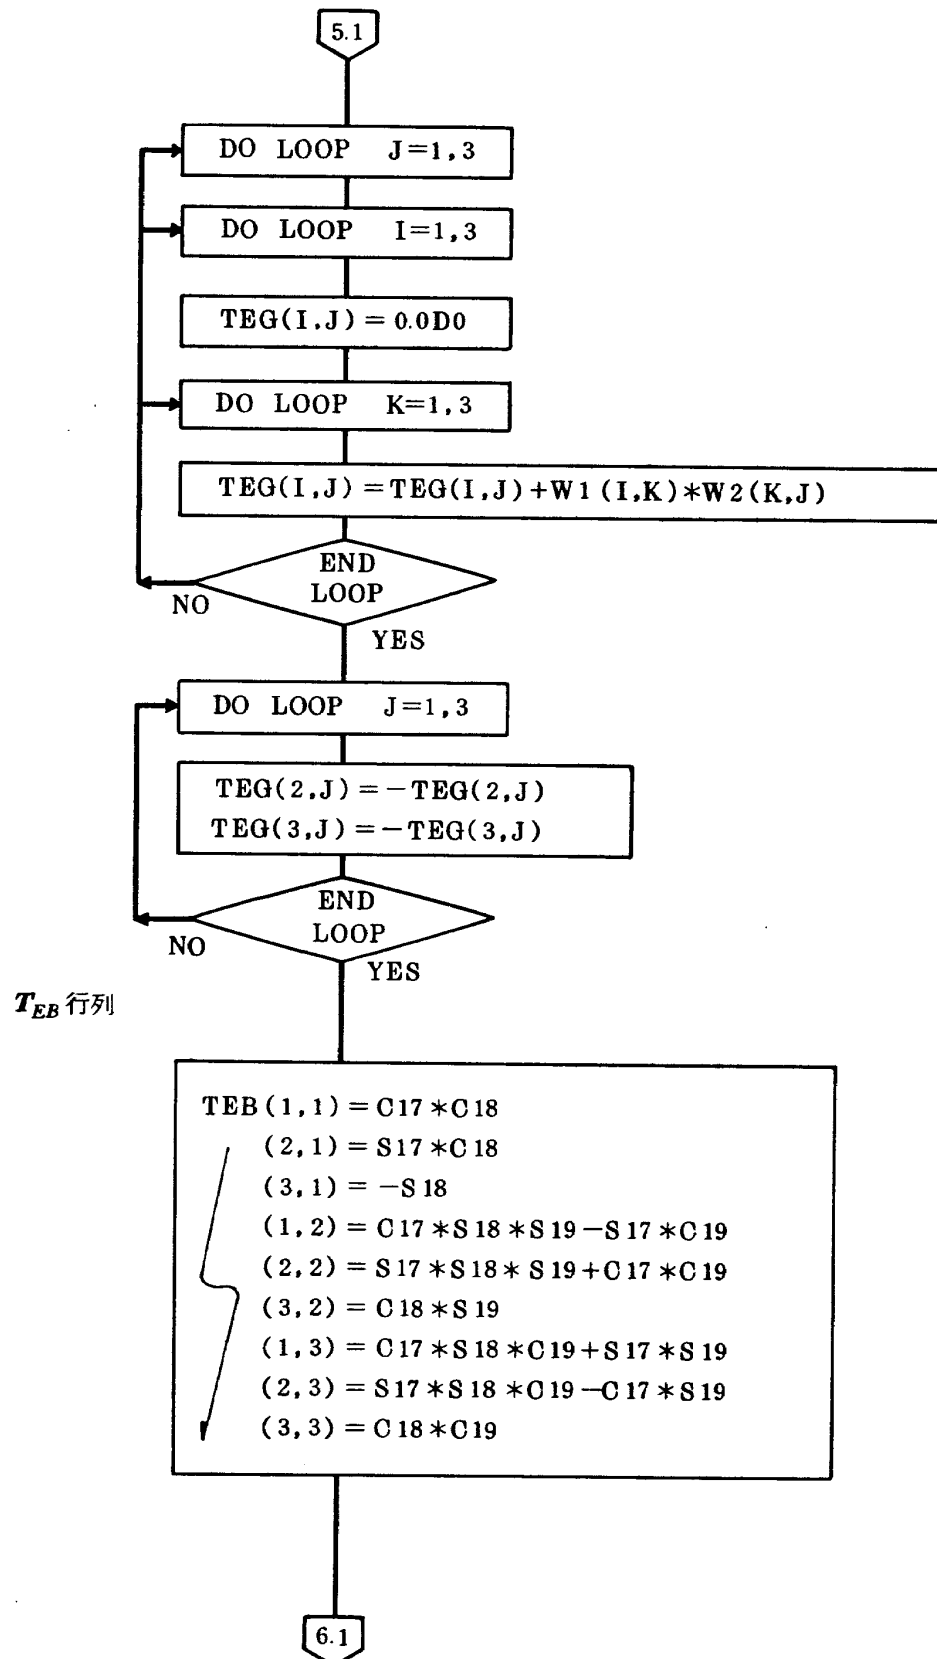 5.1
DO LOOP J=1,3
DO LOOP I=1,3
TEG(I,J)=0.0D0
DO LOOP K=1,3
TEG(I,J)=TEG(I,J)+W1(I,K)*W2(K,J)
END
LOOP
NO
YES
DO LOOP J=1,3
TEG(2,J)=-TEG(2,J)
TEG(3,J)=-TEG(3,J)
END
LOOP
NO
YES
T_EB 行列
TEB(1,1)=C17*C18
(2,1)=S17*C18
(3,1)=-S18
(1,2)=C17*S18*S19-S17*C19
(2,2)=S17*S18*S19+C17*C19
(3,2)=C18*S19
(1,3)=C17*S18*C19+S17*S19
(2,3)=S17*S18*C19-C17*S19
(3,3)=C18*C19
6.1